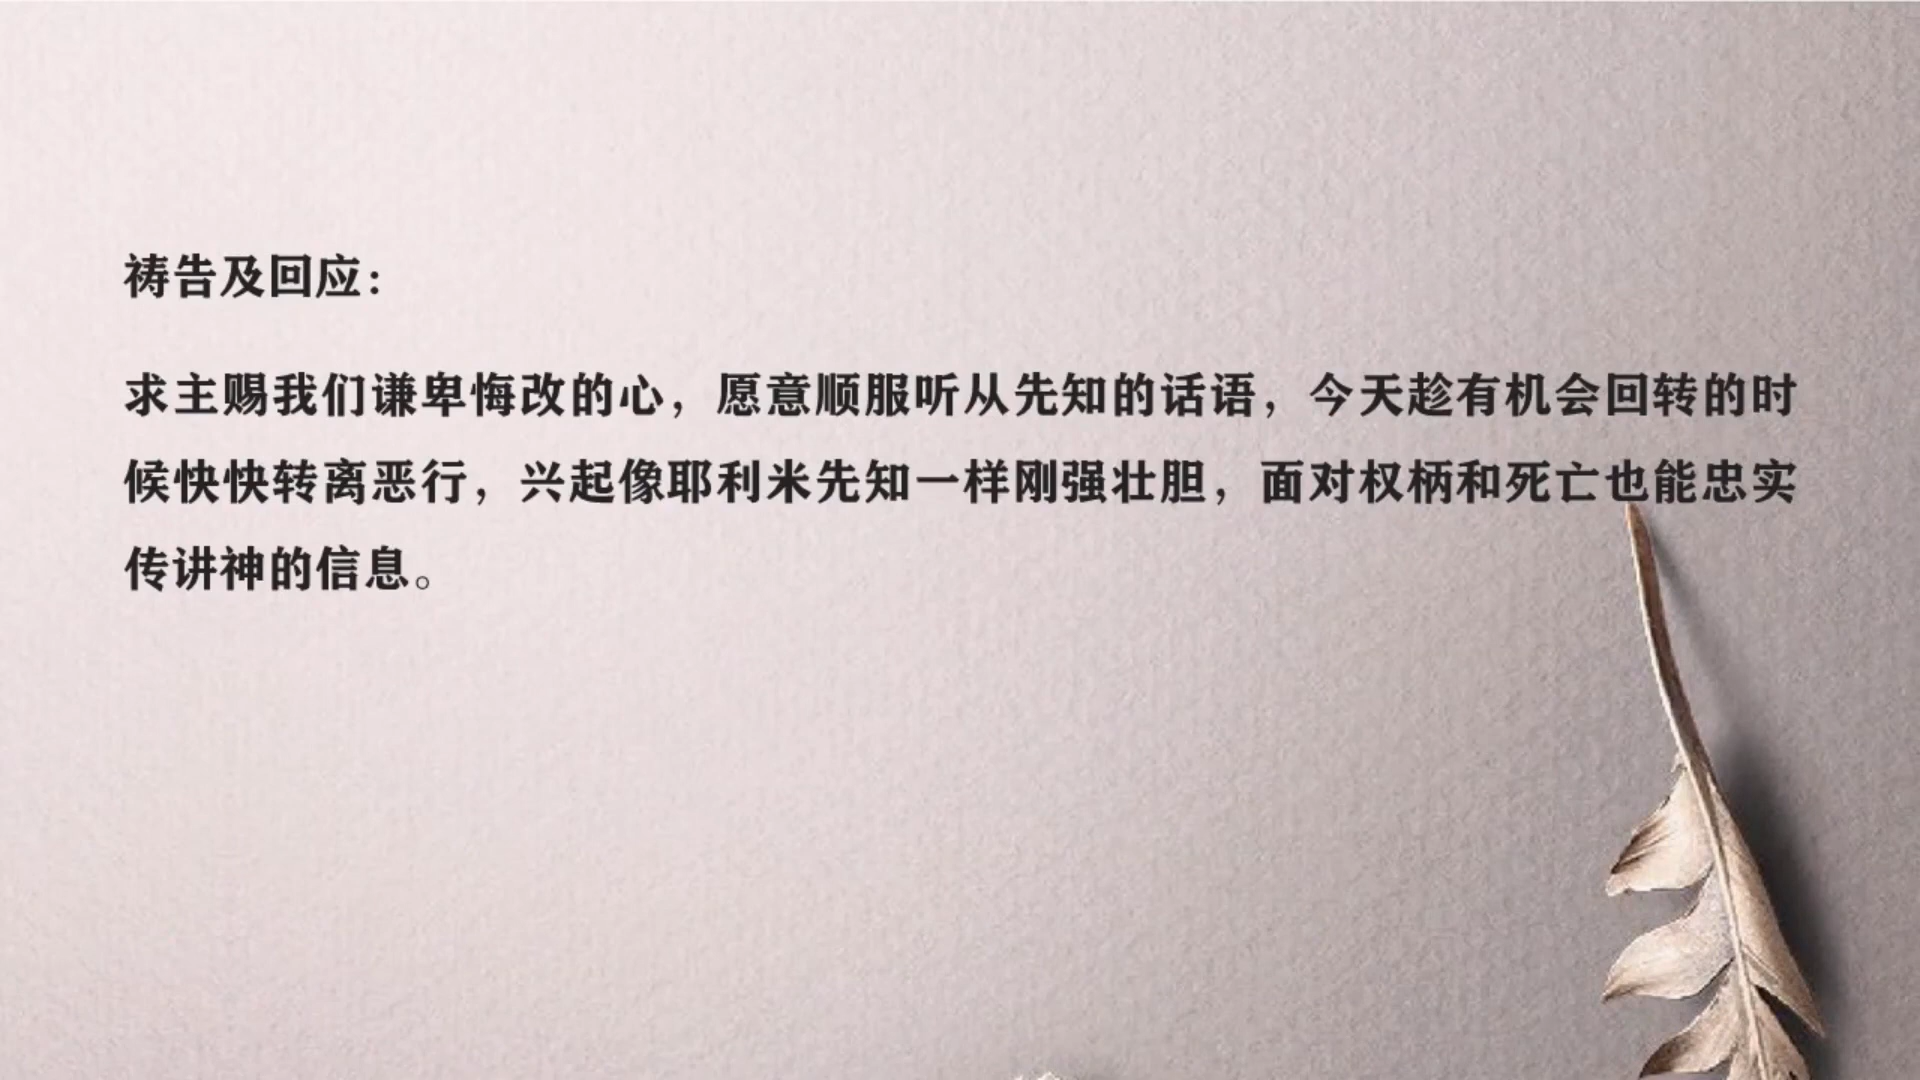 祷告及回应：
求主赐我们谦卑悔改的心，愿意顺服听从先知的话语，今天趁有机会回转的时
候快快转离恶行，兴起像耶利米先知一样刚强壮胆，面对权柄和死亡也能忠实
传讲神的信息。